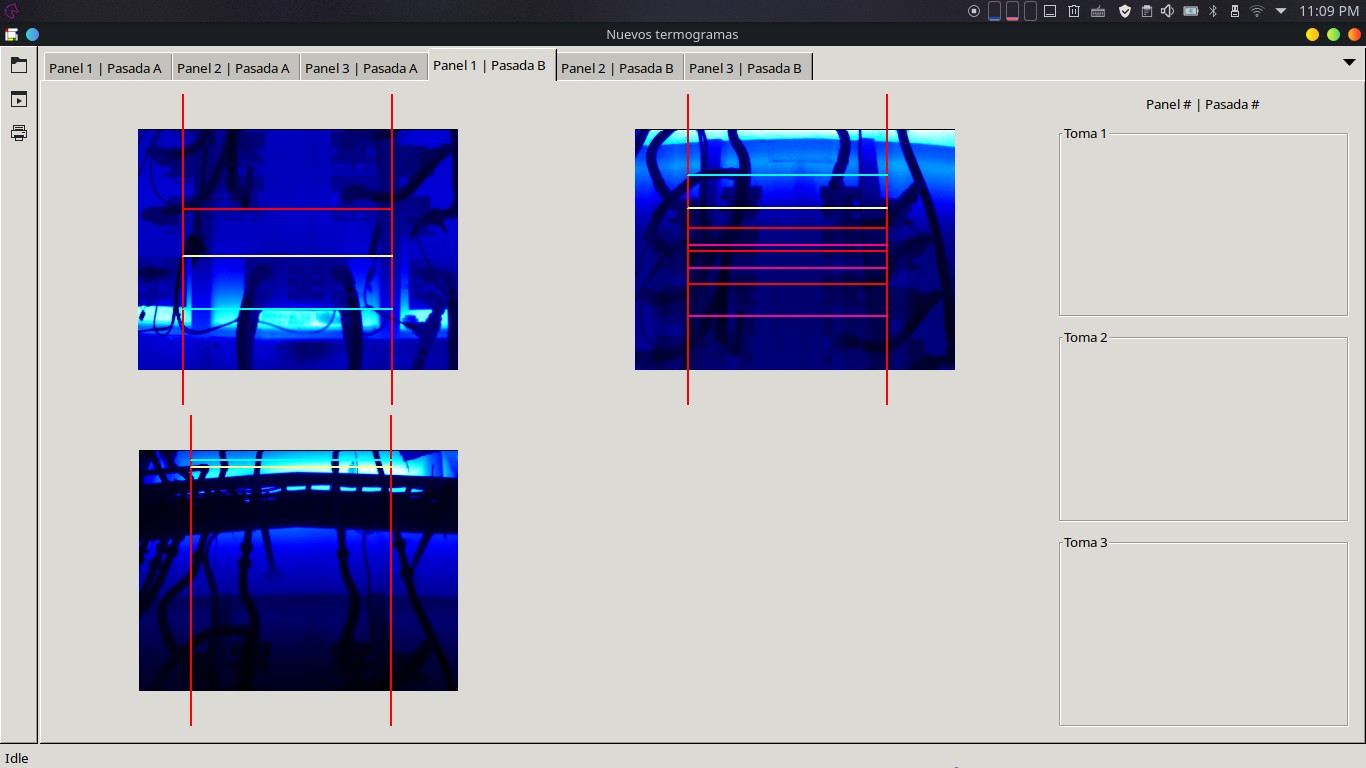 11:09 PM
Nuevos termogramas
Panel 1 | Pasada A
Panel 2 | Pasada A
Panel 3 | Pasada A
Panel 1 | Pasada B
Panel 2 | Pasada B
Panel 3 | Pasada B
Panel # | Pasada #
Toma 1
Toma 2
Toma 3
Idle